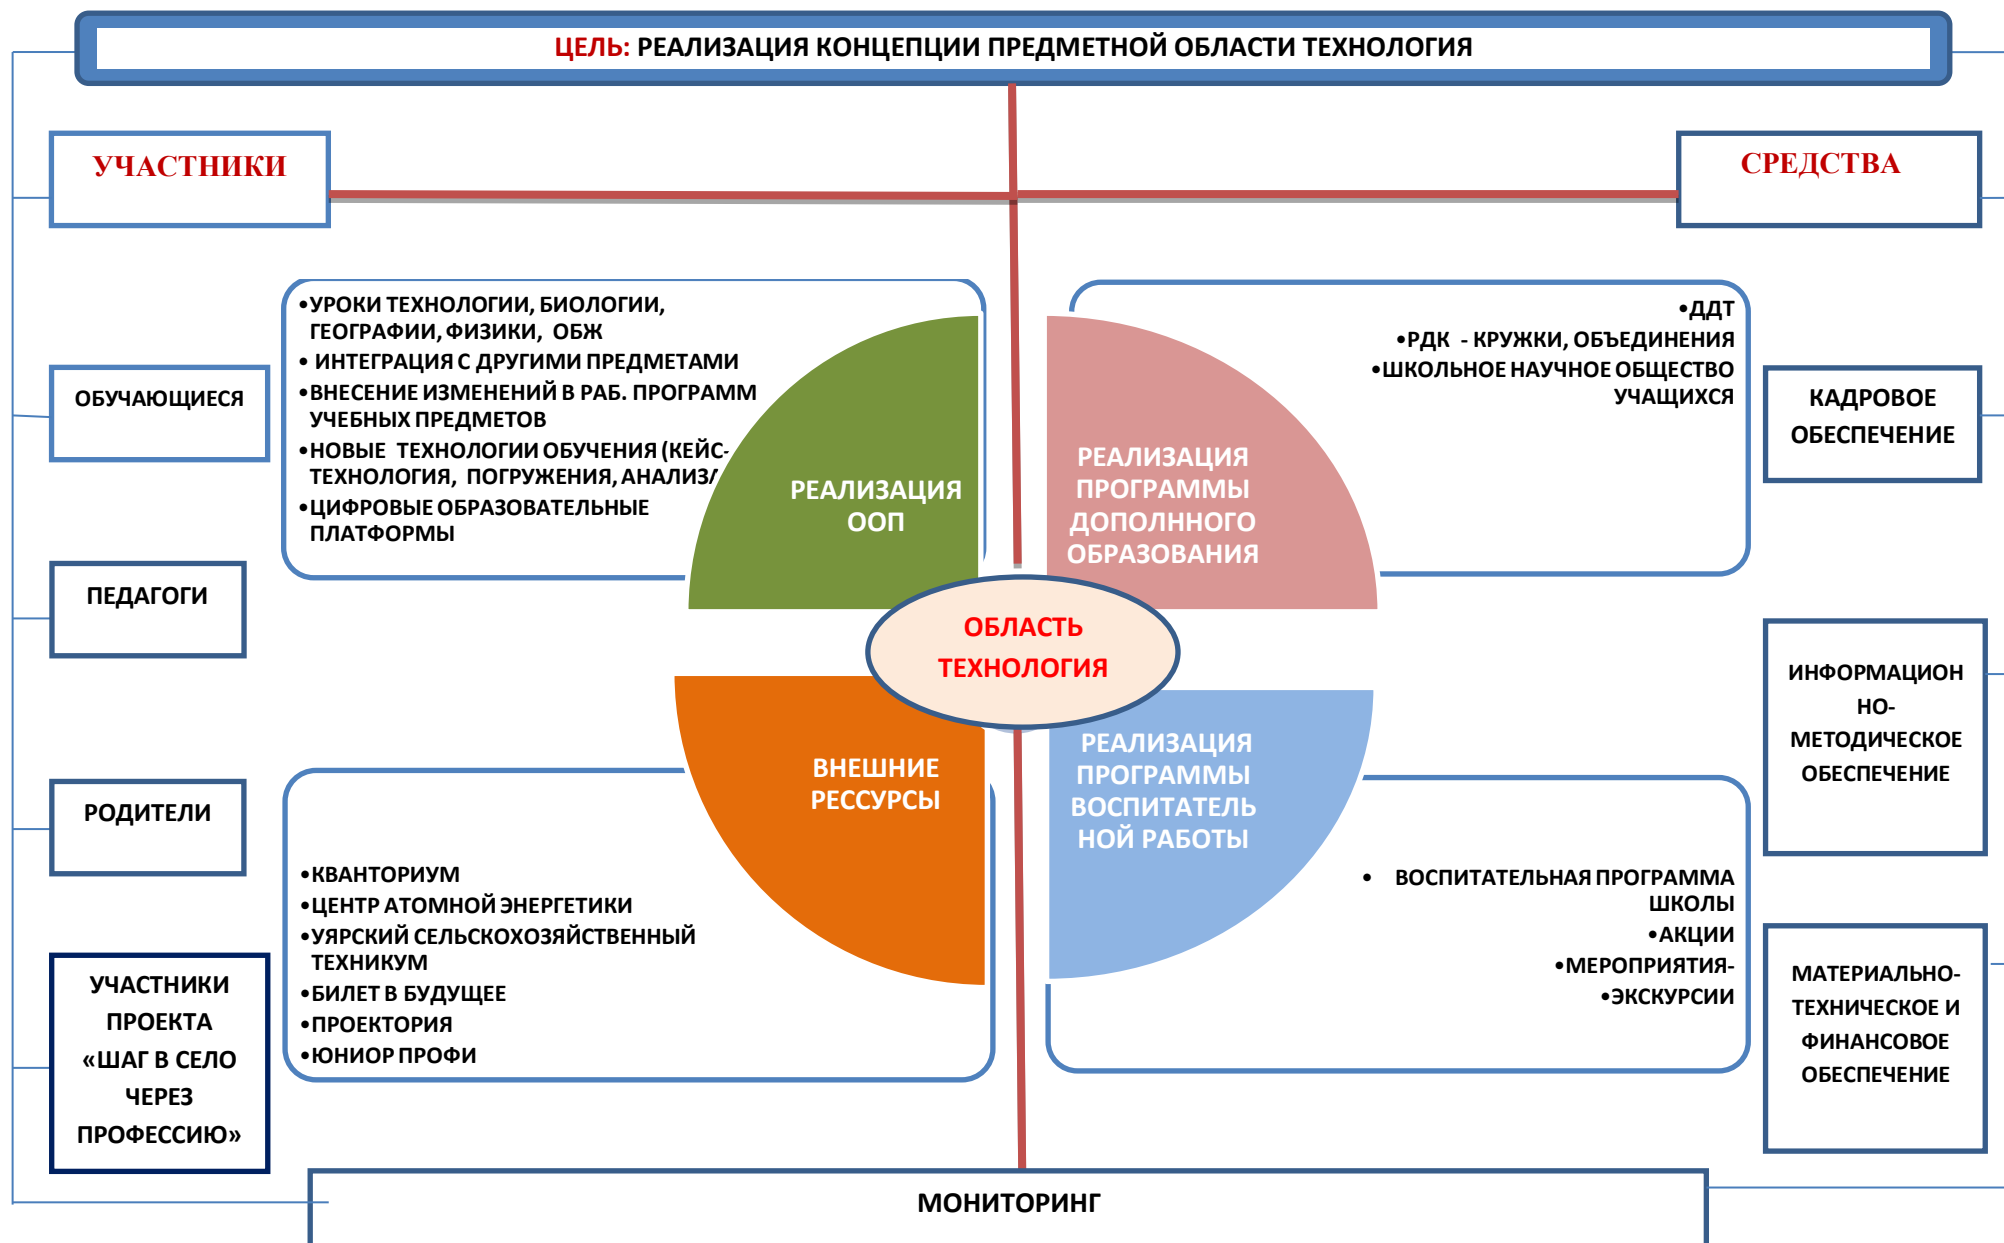 ЦЕЛЬ: РЕАЛИЗАЦИЯ КОНЦЕПЦИИ ПРЕДМЕТНОЙ ОБЛАСТИ ТЕХНОЛОГИЯ
УЧАСТНИКИ
СРЕДСТВА
ОБУЧАЮЩИЕСЯ
ПЕДАГОГИ
РОДИТЕЛИ
УЧАСТНИКИ
ПРОЕКТА
«ШАГ В СЕЛО
ЧЕРЕЗ
ПРОФЕССИЮ»
•УРОКИ ТЕХНОЛОГИИ, БИОЛОГИИ,
ГЕОГРАФИИ, ФИЗИКИ, ОБЖ
• ИНТЕГРАЦИЯ С ДРУГИМИ ПРЕДМЕТАМИ
•ВНЕСЕНИЕ ИЗМЕНЕНИЙ В РАБ. ПРОГРАММ
УЧЕБНЫХ ПРЕДМЕТОВ
•НОВЫЕ ТЕХНОЛОГИИ ОБУЧЕНИЯ (КЕЙС-
ТЕХНОЛОГИЯ, ПОГРУЖЕНИЯ, АНАЛИЗА
•ЦИФРОВЫЕ ОБРАЗОВАТЕЛЬНЫЕ
ПЛАТФОРМЫ
РЕАЛИЗАЦИЯ
ООП
РЕАЛИЗАЦИЯ
ПРОГРАММЫ
ДОПОЛННОГО
ОБРАЗОВАНИЯ
•ДДТ
•РДК - КРУЖКИ, ОБЪЕДИНЕНИЯ
•ШКОЛЬНОЕ НАУЧНОЕ ОБЩЕСТВО
УЧАЩИХСЯ
ОБЛАСТЬ
ТЕХНОЛОГИЯ
ВНЕШНИЕ
РЕССУРСЫ
•КВАНТОРИУМ
•ЦЕНТР АТОМНОЙ ЭНЕРГЕТИКИ
•УЯРСКИЙ СЕЛЬСКОХОЗЯЙСТВЕННЫЙ
ТЕХНИКУМ
•БИЛЕТ В БУДУЩЕЕ
•ПРОЕКТОРИЯ
•ЮНИОР ПРОФИ
РЕАЛИЗАЦИЯ
ПРОГРАММЫ
ВОСПИТАТЕЛЬ
НОЙ РАБОТЫ
• ВОСПИТАТЕЛЬНАЯ ПРОГРАММА
ШКОЛЫ
•АКЦИИ
•МЕРОПРИЯТИЯ-
•ЭКСКУРСИИ
КАДРОВОЕ
ОБЕСПЕЧЕНИЕ
ИНФОРМАЦИОН
НО-
МЕТОДИЧЕСКОЕ
ОБЕСПЕЧЕНИЕ
МАТЕРИАЛЬНО-
ТЕХНИЧЕСКОЕ И
ФИНАНСОВОЕ
ОБЕСПЕЧЕНИЕ
МОНИТОРИНГ